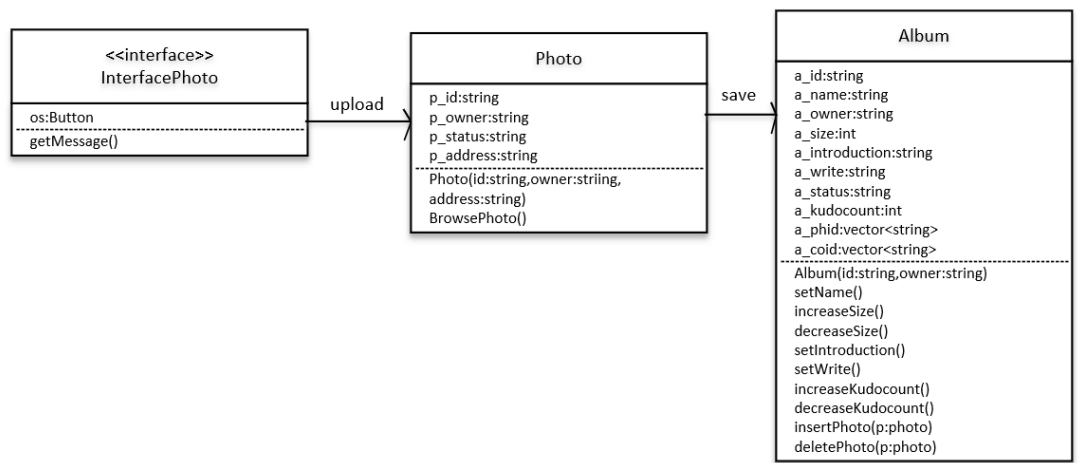 <<interface>>
InterfacePhoto
os:Button
getMessage()
upload
Photo
p_id:string
p_owner:string
p_status:string
p_address:string
Photo(id:string,owner:striing,
address:string)
BrowsePhoto()
save
Album
a_id:string
a_name:string
a_owner:string
a_size:int
a_introduction:string
a_write:string
a_status:string
a_kudocount:int
a_phid:vector<string>
a_coid:vector<string>
Album(id:string,owner:string)
setName()
increaseSize()
decreaseSize()
setIntroduction()
setWrite()
increaseKudocount()
decreaseKudocount()
insertPhoto(p:photo)
deletePhoto(p:photo)